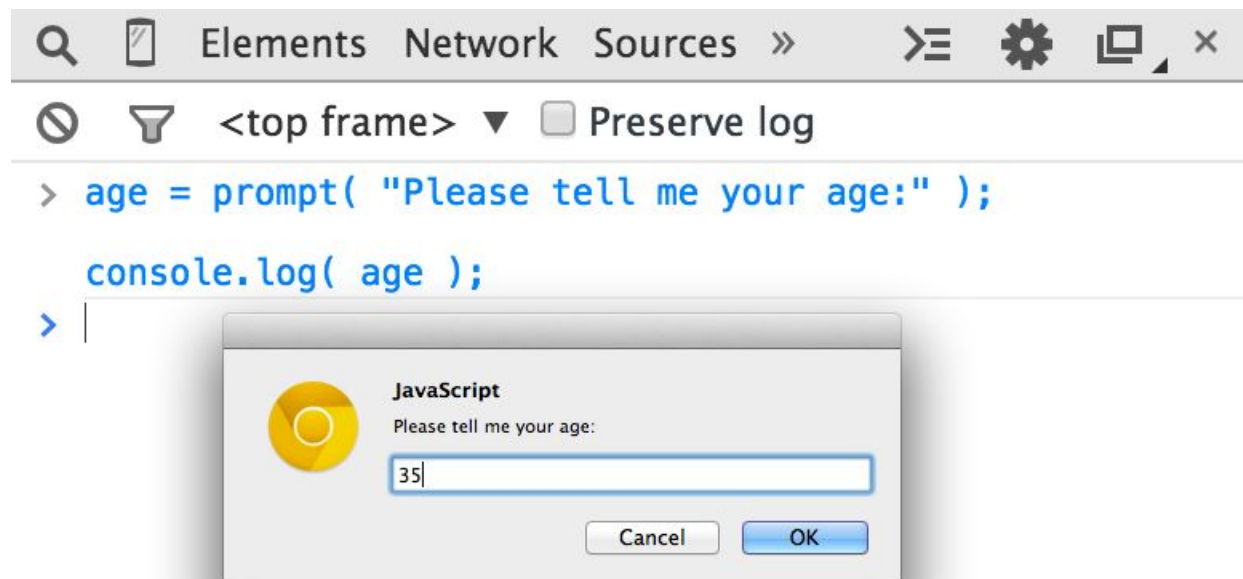 Elements Network Sources »
<top frame> ▼ Preserve log
> age = prompt( "Please tell me your age:" );
console.log( age );
>
JavaScript
Please tell me your age:
35
Cancel OK